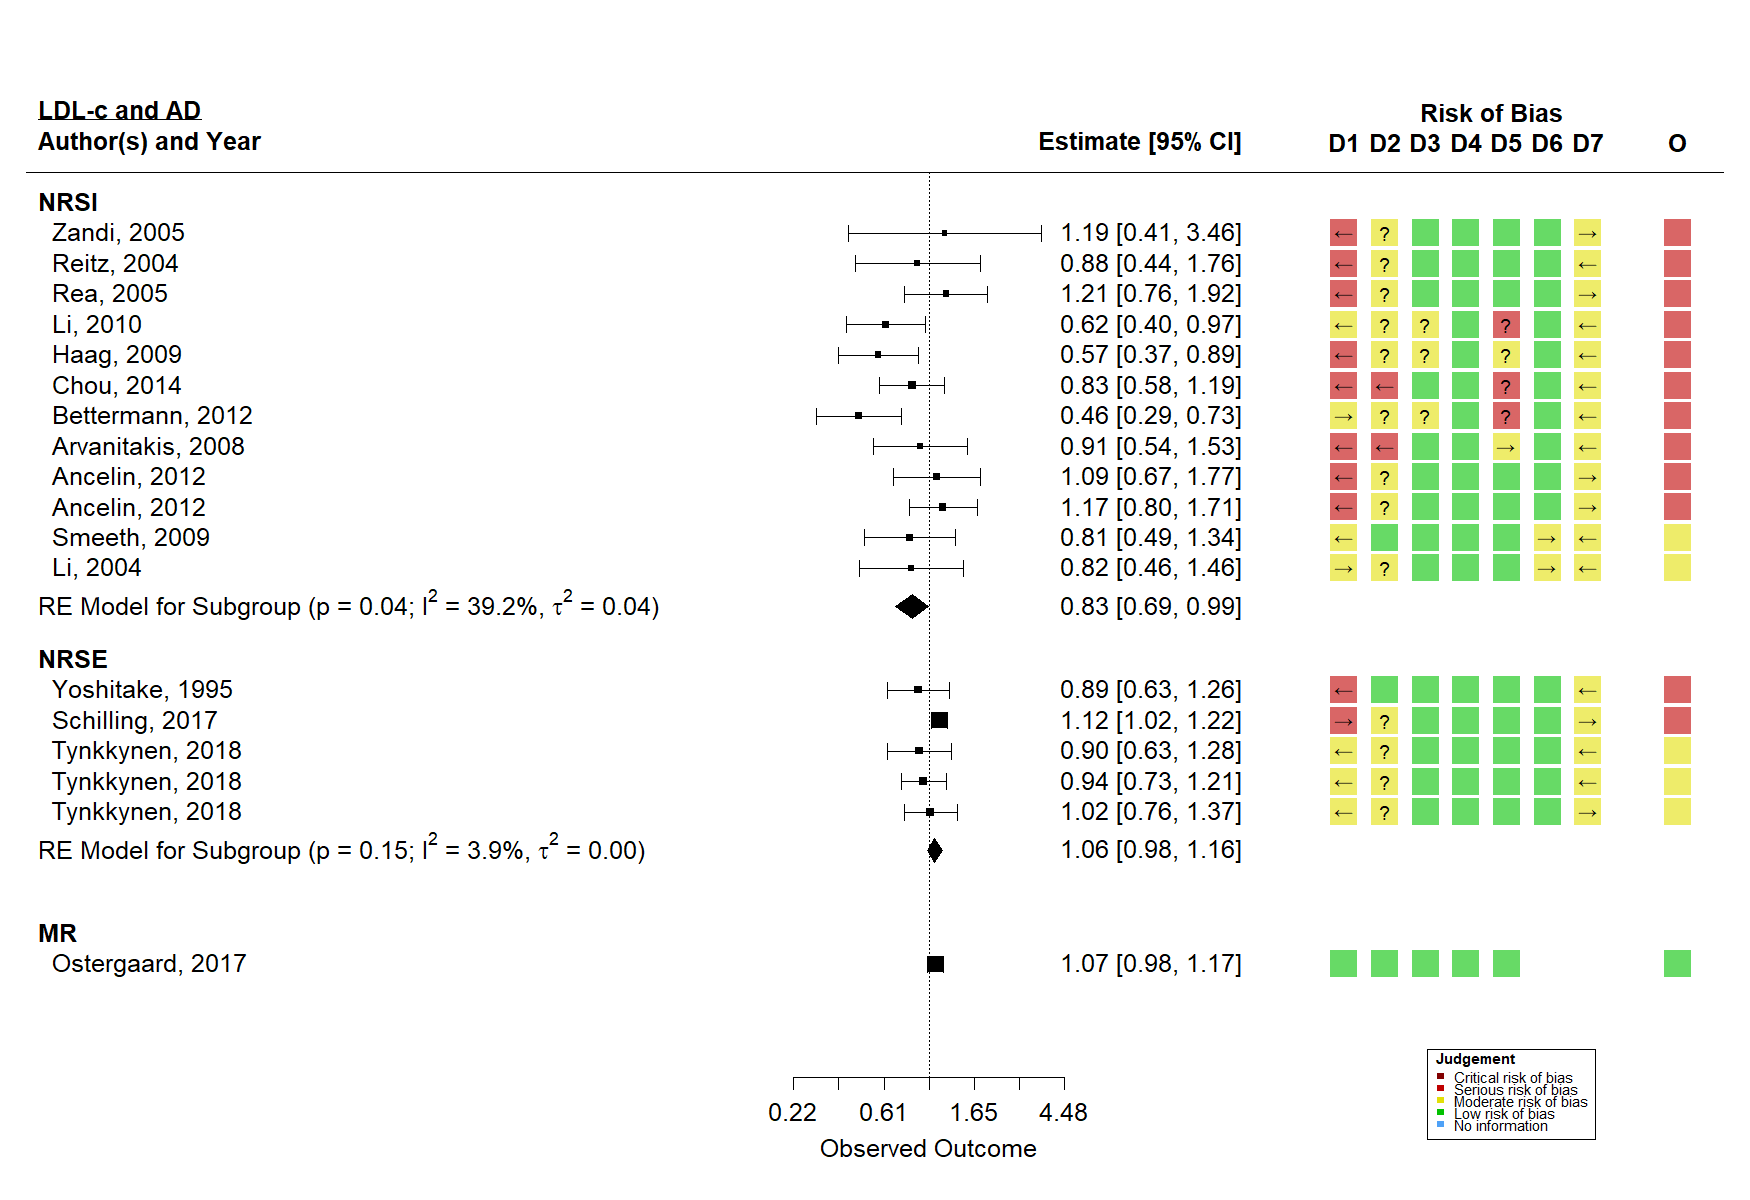 LDL-c and AD Risk of Bias
Author(s) and Year Estimate [95% CI] D1 D2 D3 D4 D5 D6 D7 O
NRSI
Zandi, 2005 1.19 [0.41, 3.46] ← ? →
Reitz, 2004 0.88 [0.44, 1.76] ← ? ←
Rea, 2005 1.21 [0.76, 1.92] ← ? →
Li, 2010 0.62 [0.40, 0.97] ← ? ? ? ←
Haag, 2009 0.57 [0.37, 0.89] ← ? ? ? ←
Chou, 2014 0.83 [0.58, 1.19] ← ← ? ←
Bettermann, 2012 0.46 [0.29, 0.73] → ? ? ? ←
Arvanitakis, 2008 0.91 [0.54, 1.53] ← ← → ←
Ancelin, 2012 1.09 [0.67, 1.77] ← ? →
Ancelin, 2012 1.17 [0.80, 1.71] ← ? →
Smeeth, 2009 0.81 [0.49, 1.34] ← → ←
Li, 2004 0.82 [0.46, 1.46] → ? → ←
RE Model for Subgroup (p = 0.04; I² = 39.2%, τ² = 0.04) 0.83 [0.69, 0.99]
NRSE
Yoshitake, 1995 0.89 [0.63, 1.26] ← ←
Schilling, 2017 1.12 [1.02, 1.22] → ? →
Tynkkynen, 2018 0.90 [0.63, 1.28] ← ? ←
Tynkkynen, 2018 0.94 [0.73, 1.21] ← ? ←
Tynkkynen, 2018 1.02 [0.76, 1.37] ← ? →
RE Model for Subgroup (p = 0.15; I² = 3.9%, τ² = 0.00) 1.06 [0.98, 1.16]
MR
Ostergaard, 2017 1.07 [0.98, 1.17]
0.22 0.61 1.65 4.48
Observed Outcome
Judgement
Critical risk of bias
Serious risk of bias
Moderate risk of bias
Low risk of bias
No information